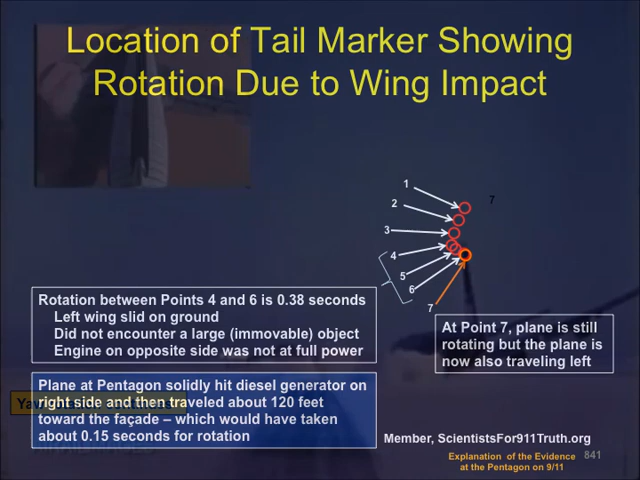 Location of Tail Marker Showing
Rotation Due to Wing Impact
1
7
2
3
4
5
6
7
Rotation between Points 4 and 6 is 0.38 seconds
Left wing slid on ground
Did not encounter a large (immovable) object
Engine on opposite side was not at full power
At Point 7, plane is still
rotating but the plane is
now also traveling left
Plane at Pentagon solidly hit diesel generator on
right side and then traveled about 120 feet
toward the façade – which would have taken
about 0.15 seconds for rotation
Member, ScientistsFor911Truth.org
Explanation of the Evidence
at the Pentagon on 9/11
841